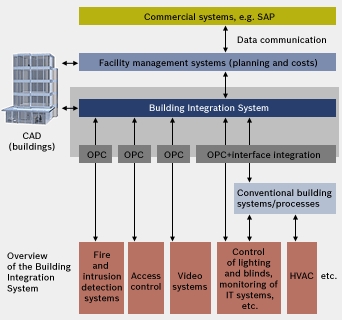 Commercial systems, e.g. SAP
Data communication
Facility management systems (planning and costs)
Building Integration System
CAD
(buildings)
OPC
OPC
OPC
OPC+interface integration
Conventional building
systems/processes
Overview
of the Building
Integration
System
Fire
and
intrusion
detection
systems
Access
control
Video
systems
Control
of lighting
and blinds,
monitoring of
IT systems,
etc.
HVAC
etc.